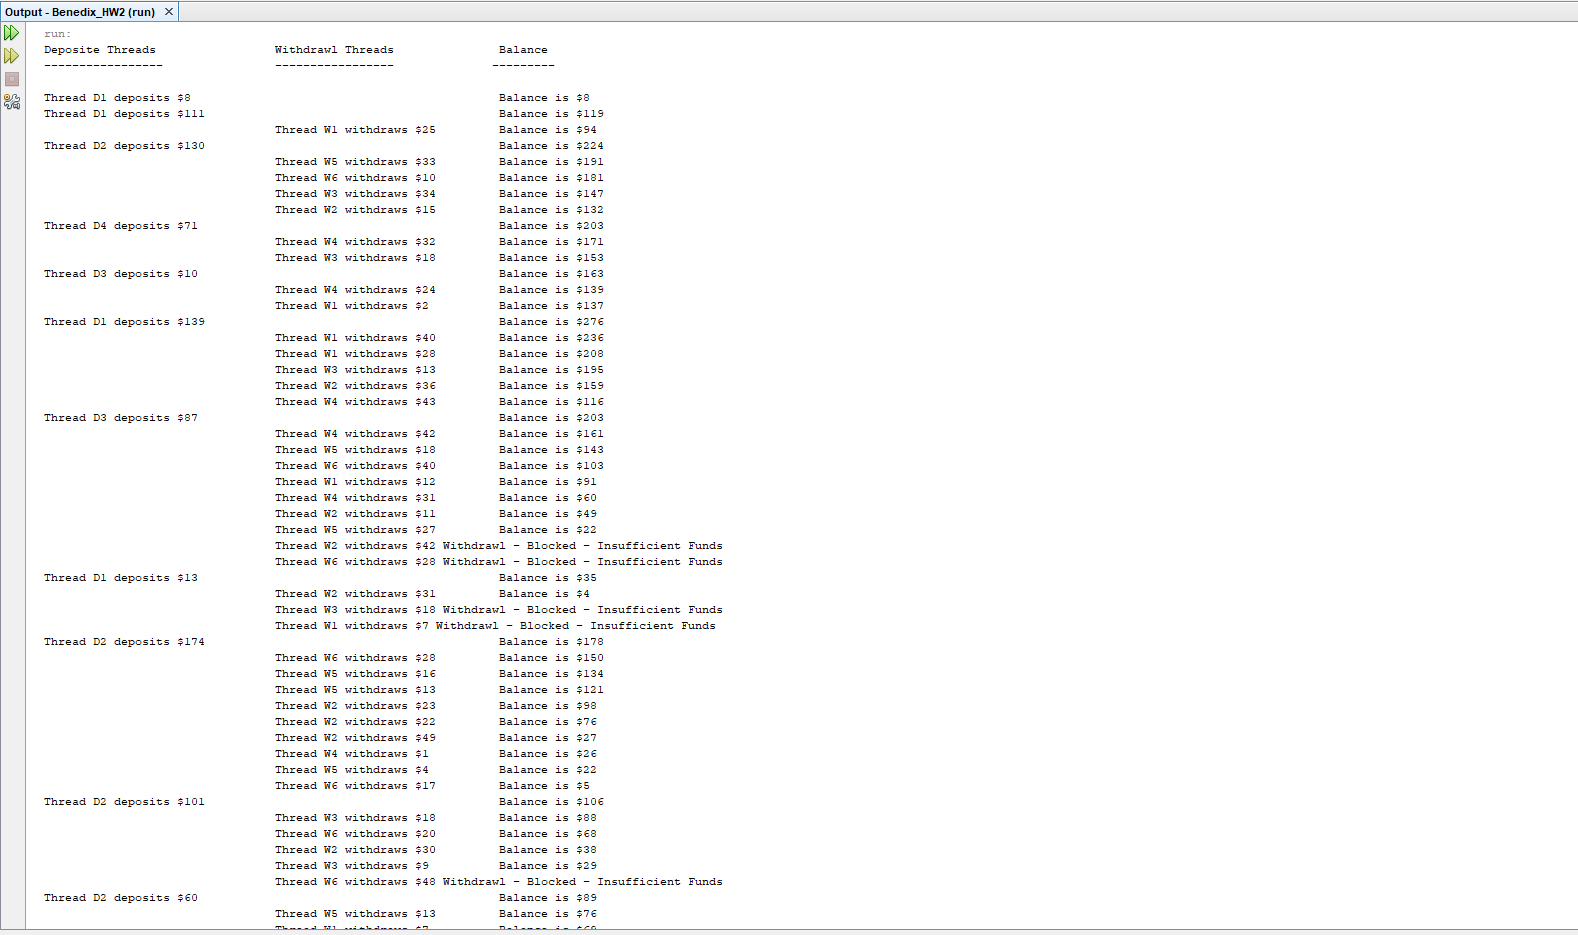 Output - Benedix_HW2 (run) ×
run:
Deposite Threads Withdrawl Threads Balance
----------------- ----------------- ---------
Thread D1 deposits $8 Balance is $8
Thread D1 deposits $111 Balance is $119
Thread W1 withdraws $25 Balance is $94
Thread D2 deposits $130 Balance is $224
Thread W5 withdraws $33 Balance is $191
Thread W6 withdraws $10 Balance is $181
Thread W3 withdraws $34 Balance is $147
Thread W2 withdraws $15 Balance is $132
Thread D4 deposits $71 Balance is $203
Thread W4 withdraws $32 Balance is $171
Thread W3 withdraws $18 Balance is $153
Thread D3 deposits $10 Balance is $163
Thread W4 withdraws $24 Balance is $139
Thread W1 withdraws $2 Balance is $137
Thread D1 deposits $139 Balance is $276
Thread W1 withdraws $40 Balance is $236
Thread W1 withdraws $28 Balance is $208
Thread W3 withdraws $13 Balance is $195
Thread W2 withdraws $36 Balance is $159
Thread W4 withdraws $43 Balance is $116
Thread D3 deposits $87 Balance is $203
Thread W4 withdraws $42 Balance is $161
Thread W5 withdraws $18 Balance is $143
Thread W6 withdraws $40 Balance is $103
Thread W1 withdraws $12 Balance is $91
Thread W4 withdraws $31 Balance is $60
Thread W2 withdraws $11 Balance is $49
Thread W5 withdraws $27 Balance is $22
Thread W2 withdraws $42 Withdrawl - Blocked - Insufficient Funds
Thread W6 withdraws $28 Withdrawl - Blocked - Insufficient Funds
Thread D1 deposits $13 Balance is $35
Thread W2 withdraws $31 Balance is $4
Thread W3 withdraws $18 Withdrawl - Blocked - Insufficient Funds
Thread W1 withdraws $7 Withdrawl - Blocked - Insufficient Funds
Thread D2 deposits $174 Balance is $178
Thread W6 withdraws $28 Balance is $150
Thread W5 withdraws $16 Balance is $134
Thread W5 withdraws $13 Balance is $121
Thread W2 withdraws $23 Balance is $98
Thread W2 withdraws $22 Balance is $76
Thread W2 withdraws $49 Balance is $27
Thread W4 withdraws $1 Balance is $26
Thread W5 withdraws $4 Balance is $22
Thread W6 withdraws $17 Balance is $5
Thread D2 deposits $101 Balance is $106
Thread W3 withdraws $18 Balance is $88
Thread W6 withdraws $20 Balance is $68
Thread W2 withdraws $30 Balance is $38
Thread W3 withdraws $9 Balance is $29
Thread W6 withdraws $48 Withdrawl - Blocked - Insufficient Funds
Thread D2 deposits $60 Balance is $89
Thread W5 withdraws $13 Balance is $76
Thread W1 withdraws Balance is